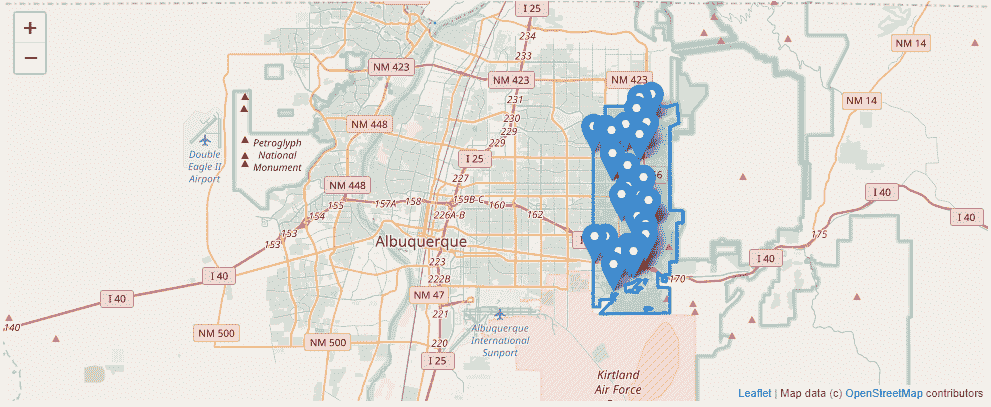 I 25
234
+
NM 14
233
−
NM 423
NM 423
NM 423
231
NM 14
230
NM 448
229
Petroglyph
National
Monument
229
Double
Eagle II
Airport
I 25
227
NM 448
I 40
157A
158
159B-C
155
160
154
226A-B
162
I 40
153
175
153
Albuquerque
I 40
223
222B
170
I 40
NM 47
I 40
221
140
Albuquerque
International
Sunport
NM 500
NM 500
220
I 25
Kirtland
Air Force
Leaflet | Map data (c) OpenStreetMap contributors